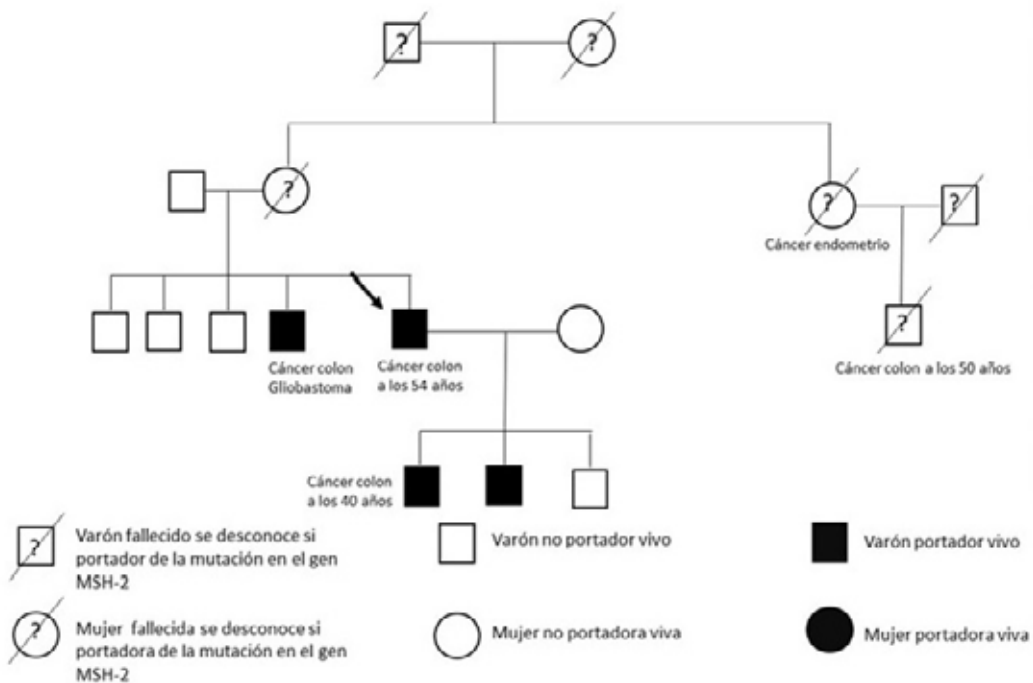 ? ?
? ? ?
Cáncer endometrio
?
Cáncer colon
Gliobastoma
Cáncer colon
a los 54 años
Cáncer colon a los 50 años
Cáncer colon
a los 40 años
?
Varón fallecido se desconoce si
portador de la mutación en el gen
MSH-2
Varón no portador vivo
Varón portador vivo
?
Mujer fallecida se desconoce si
portadora de la mutación en el gen
MSH-2
Mujer no portadora viva
Mujer portadora viva